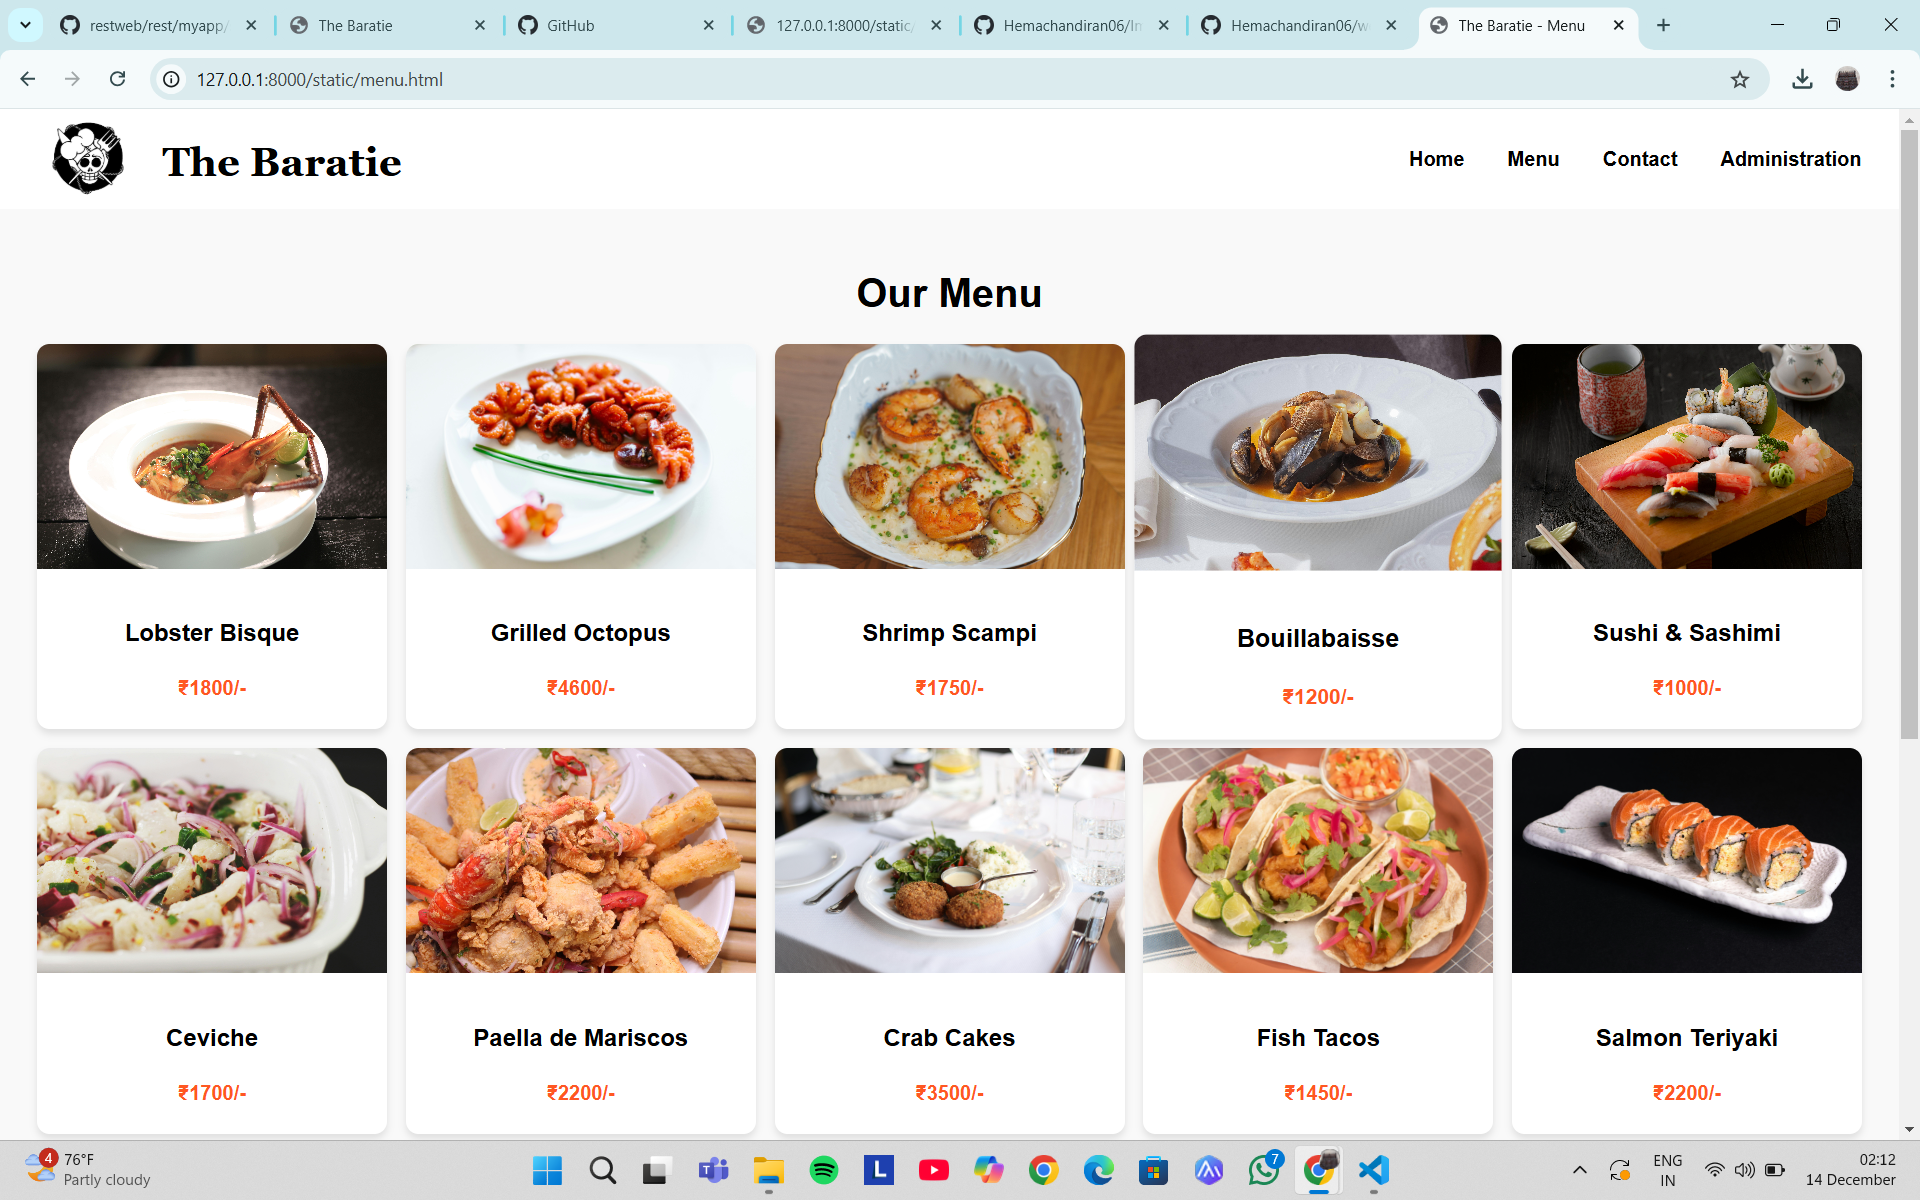 restweb/rest/myapp/
The Baratie
GitHub
127.0.0.1:8000/static/
Hemachandiran06/In
Hemachandiran06/w
The Baratie - Menu
127.0.0.1:8000/static/menu.html
The Baratie
Home
Menu
Contact
Administration
Our Menu
Lobster Bisque
Grilled Octopus
Shrimp Scampi
Bouillabaisse
Sushi & Sashimi
₹1800/-
₹4600/-
₹1750/-
₹1200/-
₹1000/-
Ceviche
Paella de Mariscos
Crab Cakes
Fish Tacos
Salmon Teriyaki
₹1700/-
₹2200/-
₹3500/-
₹1450/-
₹2200/-
4
76°F
Partly cloudy
L
7
ENG
IN
02:12
14 December